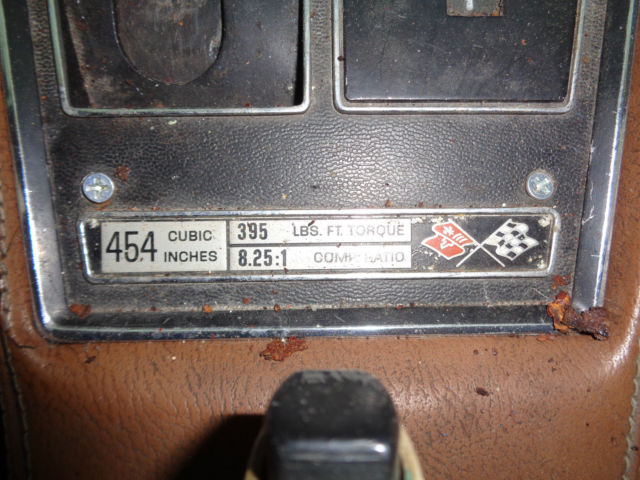 454 CUBIC INCHES
395 LBS. FT. TORQUE
8.25:1 COMP. RATIO